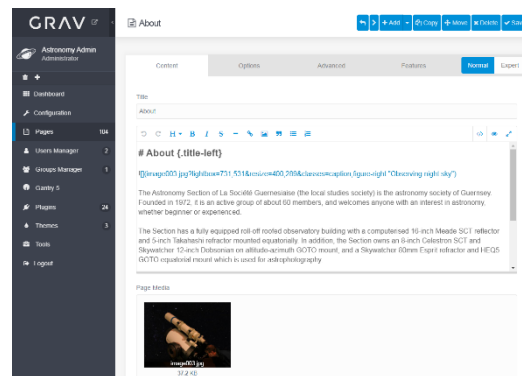 GRAV
About
+ Add
Copy
Move
Delete
Save
Astronomy Admin
Administrator
Content
Options
Advanced
Features
Normal
Expert
Dashboard
Configuration
Pages 104
Users Manager 2
Groups Manager 1
Gantry 5
Plugins 24
Themes 3
Tools
Logout
Title
About
H B I S
# About {.title-left}
![](image003.jpg?lightbox=731,531&resize=400,289&classes=caption,figure-right "Observing night sky")
The Astronomy Section of La Société Guernesiaise (the local studies society) is the astronomy society of Guernsey.
Founded in 1972, it is an active group of about 60 members, and welcomes anyone with an interest in astronomy,
whether beginner or experienced.
The Section has a fully equipped roll-off roofed observatory building with a computerised 16-inch Meade SCT reflector
and 5-inch Takahashi refractor mounted equatorially. In addition, the Section owns an 8-inch Celestron SCT and
Skywatcher 12-inch Dobsonian on altitude-azimuth GOTO mount, and a Skywatcher 80mm Esprit refractor and HEQ5
GOTO equatorial mount which is used for astrophotography
Page Media
image003.jpg
37.2 KB